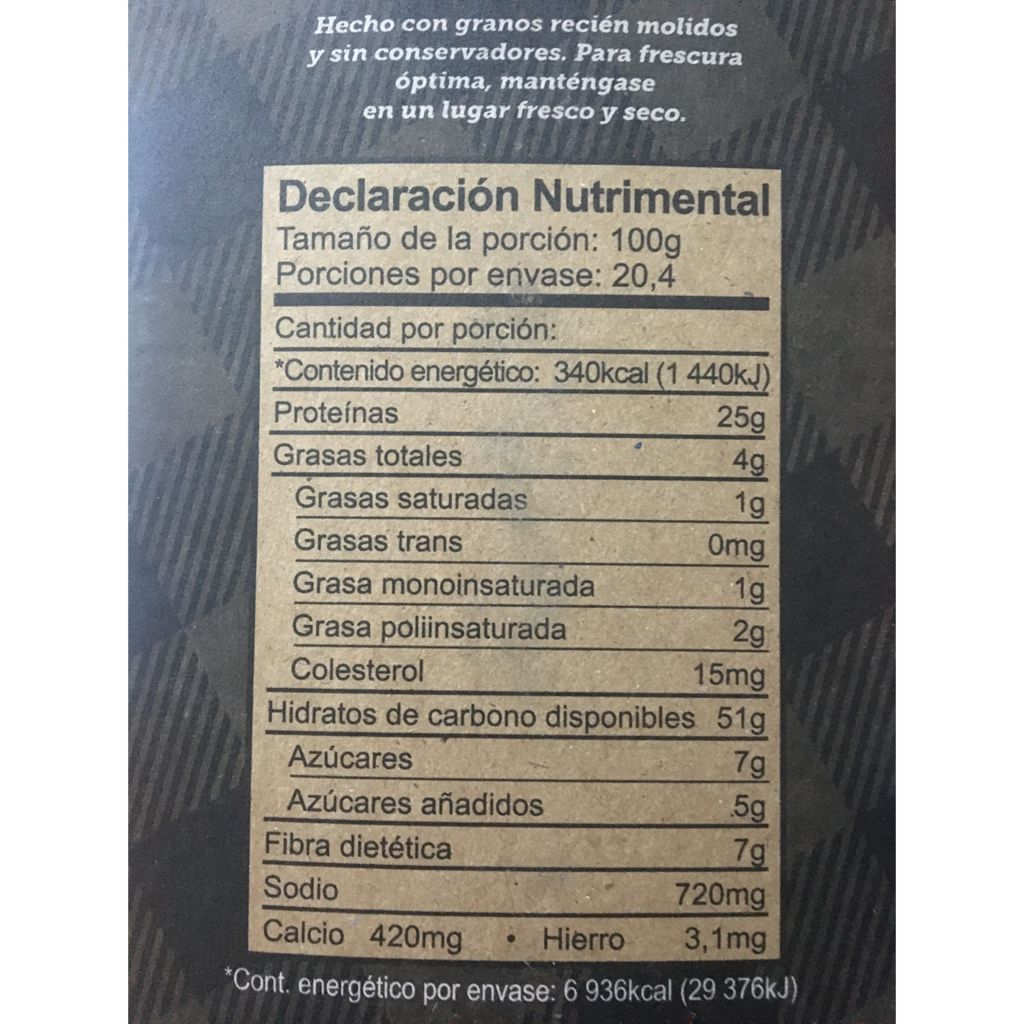 Hecho con granos recién molidos
y sin conservadores. Para frescura
óptima, manténgase
en un lugar fresco y seco.
Declaración Nutrimental
Tamaño de la porción: 100g
Porciones por envase: 20,4
Cantidad por porción:
*Contenido energético: 340kcal (1 440kJ)
Proteínas 25g
Grasas totales 4g
Grasas saturadas 1g
Grasas trans 0mg
Grasa monoinsaturada 1g
Grasa poliinsaturada 2g
Colesterol 15mg
Hidratos de carbono disponibles 51g
Azúcares 7g
Azúcares añadidos 5g
Fibra dietética 7g
Sodio 720mg
Calcio 420mg • Hierro 3,1mg
*Cont. energético por envase: 6 936kcal (29 376kJ)